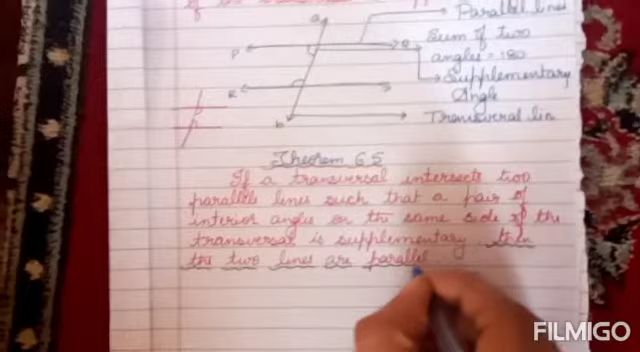 a
Parallel lines
P
Q
Sum of two
angles = 180
Supplementary
Angle
R
b
Transversal lin
Theorem 6.5
If a transversal intersects two
parallel lines such that a pair of
interior angles on the same side of the
transversal is supplementary then
the two lines are parallel
FILMIGO